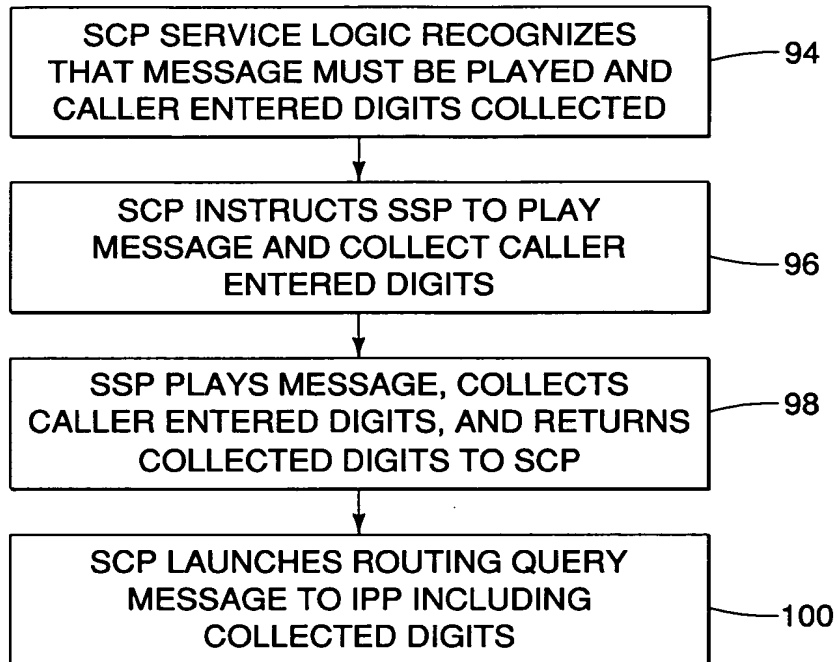 SCP SERVICE LOGIC RECOGNIZES
THAT MESSAGE MUST BE PLAYED AND
CALLER ENTERED DIGITS COLLECTED
94
SCP INSTRUCTS SSP TO PLAY
MESSAGE AND COLLECT CALLER
ENTERED DIGITS
96
SSP PLAYS MESSAGE, COLLECTS
CALLER ENTERED DIGITS, AND RETURNS
COLLECTED DIGITS TO SCP
98
SCP LAUNCHES ROUTING QUERY
MESSAGE TO IPP INCLUDING
COLLECTED DIGITS
100